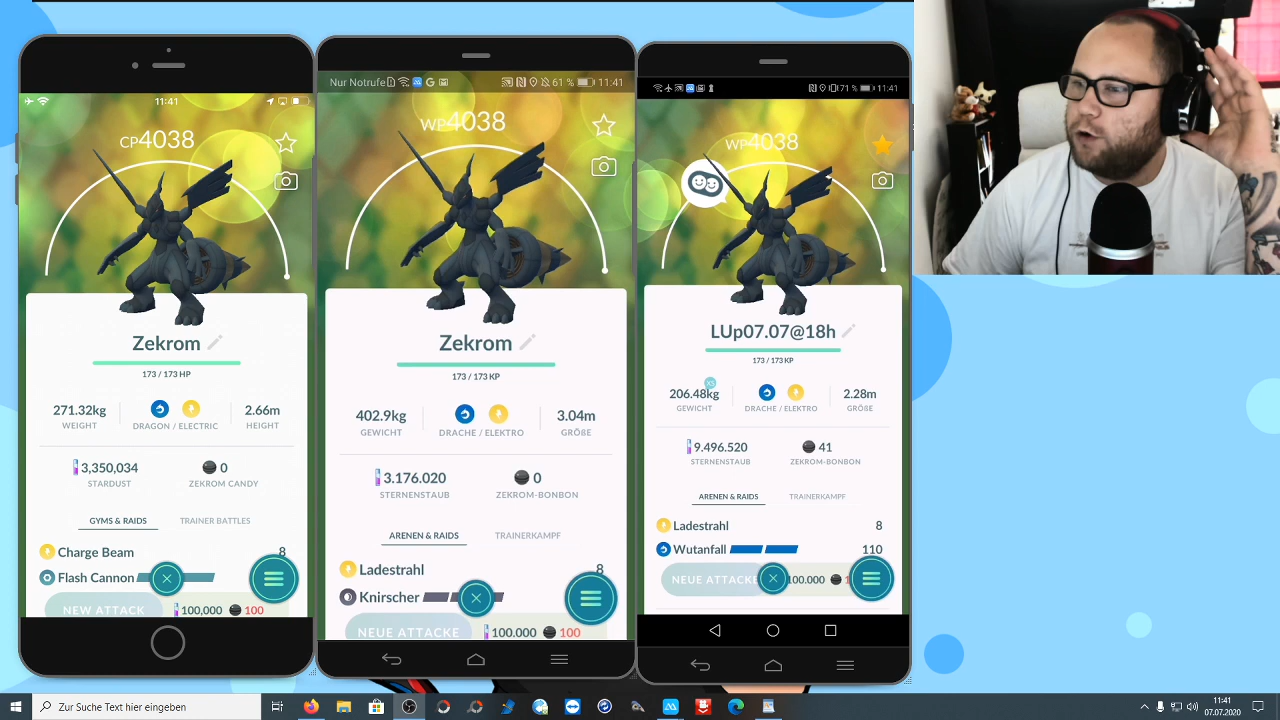 11:41
CP4038
Zekrom
173 / 173 HP
271.32kg
WEIGHT
DRAGON / ELECTRIC
2.66m
HEIGHT
3,350,034
STARDUST
0
ZEKROM CANDY
GYMS & RAIDS
TRAINER BATTLES
Charge Beam
8
Flash Cannon
NEW ATTACK
100,000
100
Nur Notrufe
61 %
11:41
WP4038
Zekrom
173 / 173 KP
402.9kg
GEWICHT
DRACHE / ELEKTRO
3.04m
GRÖßE
3.176.020
STERNENSTAUB
0
ZEKROM-BONBON
ARENEN & RAIDS
TRAINERKAMPF
Ladestrahl
8
Knirscher
NEUE ATTACKE
100.000
100
71 %
11:41
WP4038
LUp07.07@18h
173 / 173 KP
XS
206.48kg
GEWICHT
DRACHE / ELEKTRO
2.28m
GRÖßE
9.496.520
STERNENSTAUB
41
ZEKROM-BONBON
ARENEN & RAIDS
TRAINERKAMPF
Ladestrahl
8
Wutanfall
110
NEUE ATTACKE
100.000
Zur Suche Text hier eingeben
11:41
07.07.2020